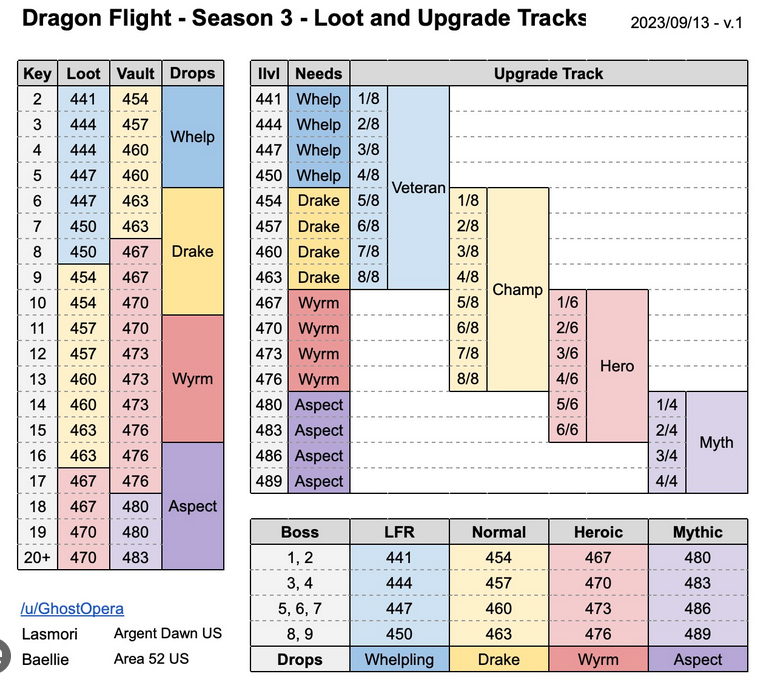 Dragon Flight - Season 3 - Loot and Upgrade Tracks
2023/09/13 - v.1
Key Loot Vault Drops
2 441 454
3 444 457
Whelp
4 444 460
5 447 460
6 447 463
7 450 463
8 450 467 Drake
9 454 467
10 454 470
11 457 470
12 457 473
13 460 473 Wyrm
14 460 473
15 463 476
16 463 476
17 467 476
18 467 480 Aspect
19 470 480
20+ 470 483
Ilvl Needs Upgrade Track
441 Whelp 1/8
444 Whelp 2/8
447 Whelp 3/8
450 Whelp 4/8
Veteran
454 Drake 5/8 1/8
457 Drake 6/8 2/8
460 Drake 7/8 3/8
463 Drake 8/8 4/8
Champ
467 Wyrm 5/8 1/6
470 Wyrm 6/8 2/6
473 Wyrm 7/8 3/6
Hero
476 Wyrm 8/8 4/6
480 Aspect 5/6 1/4
483 Aspect 6/6 2/4
Myth
486 Aspect 3/4
489 Aspect 4/4
Boss LFR Normal Heroic Mythic
1, 2 441 454 467 480
3, 4 444 457 470 483
5, 6, 7 447 460 473 486
8, 9 450 463 476 489
Drops Whelpling Drake Wyrm Aspect
/u/GhostOpera
Lasmori Argent Dawn US
Baellie Area 52 US